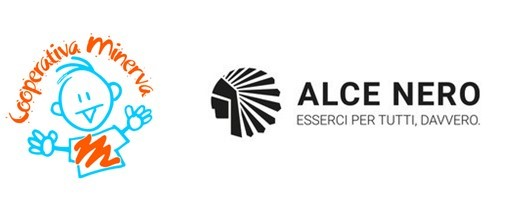 Cooperativa Minerva
M
ALCE NERO
ESSERCI PER TUTTI, DAVVERO.